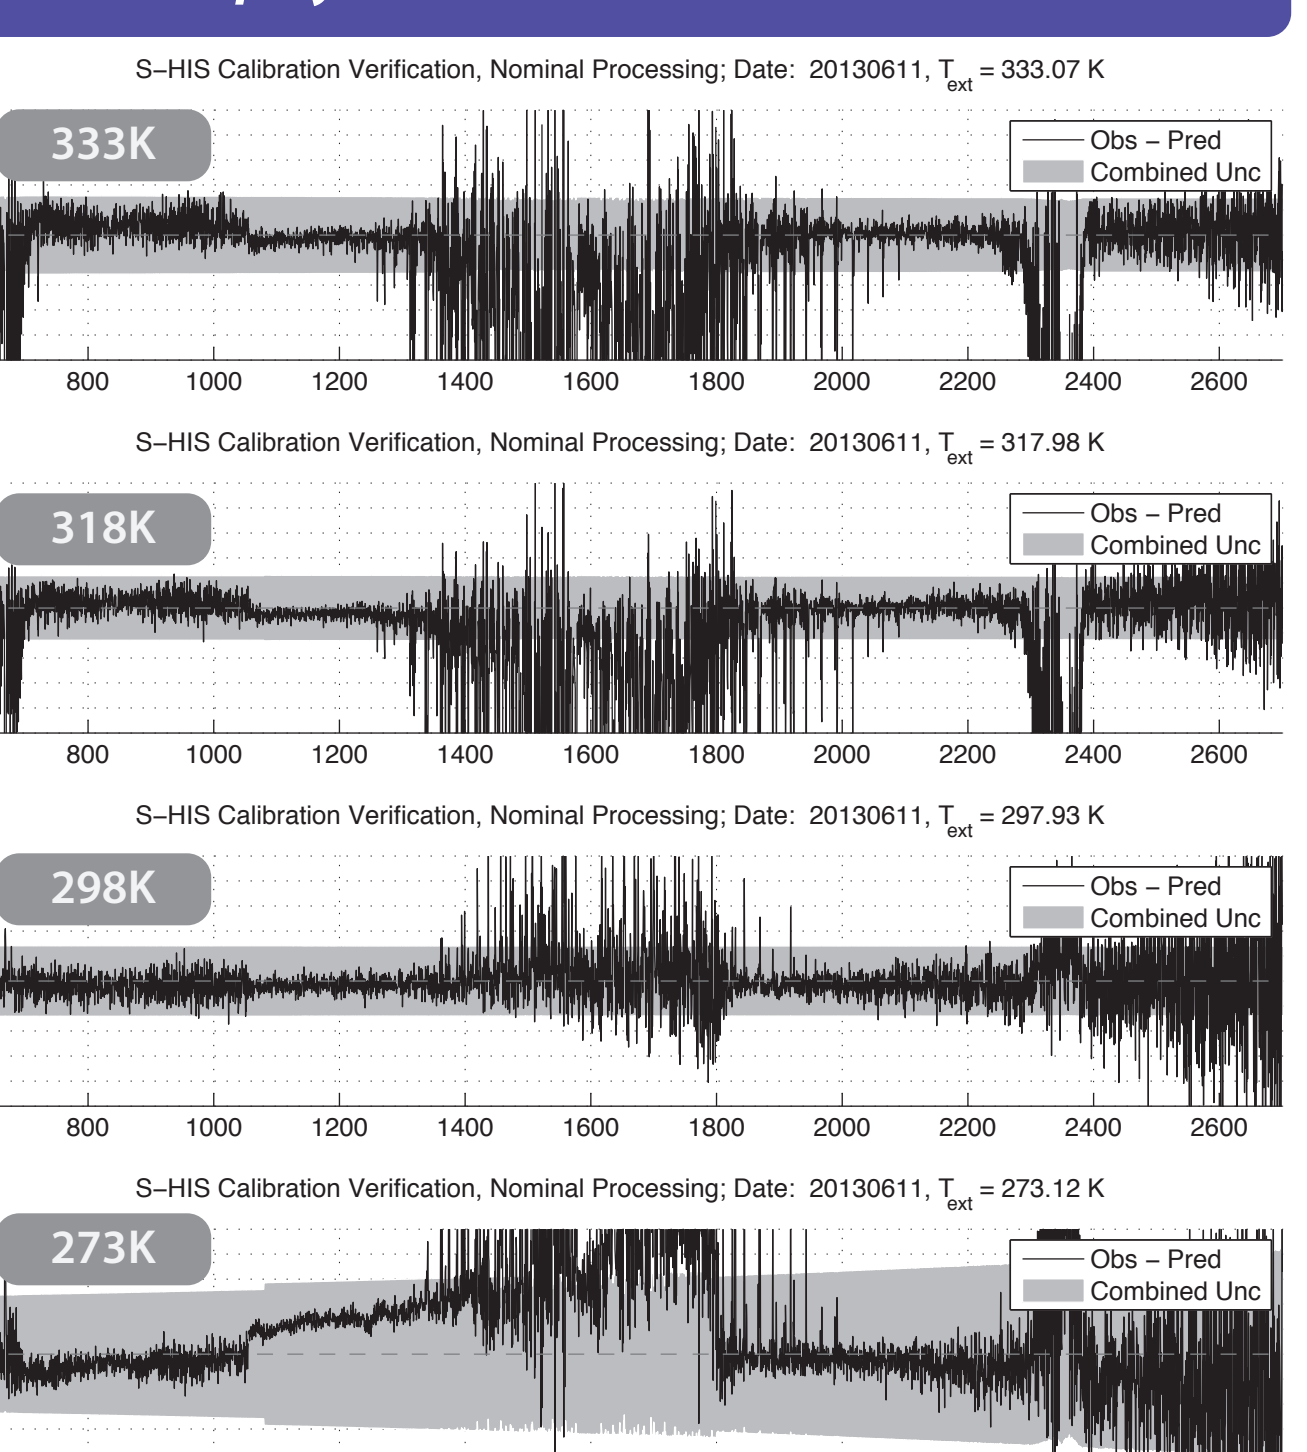 S−HIS Calibration Verification, Nominal Processing; Date: 20130611, T_ext = 333.07 K
333K
Obs − Pred
Combined Unc
800 1000 1200 1400 1600 1800 2000 2200 2400 2600
S−HIS Calibration Verification, Nominal Processing; Date: 20130611, T_ext = 317.98 K
318K
Obs − Pred
Combined Unc
800 1000 1200 1400 1600 1800 2000 2200 2400 2600
S−HIS Calibration Verification, Nominal Processing; Date: 20130611, T_ext = 297.93 K
298K
Obs − Pred
Combined Unc
800 1000 1200 1400 1600 1800 2000 2200 2400 2600
S−HIS Calibration Verification, Nominal Processing; Date: 20130611, T_ext = 273.12 K
273K
Obs − Pred
Combined Unc